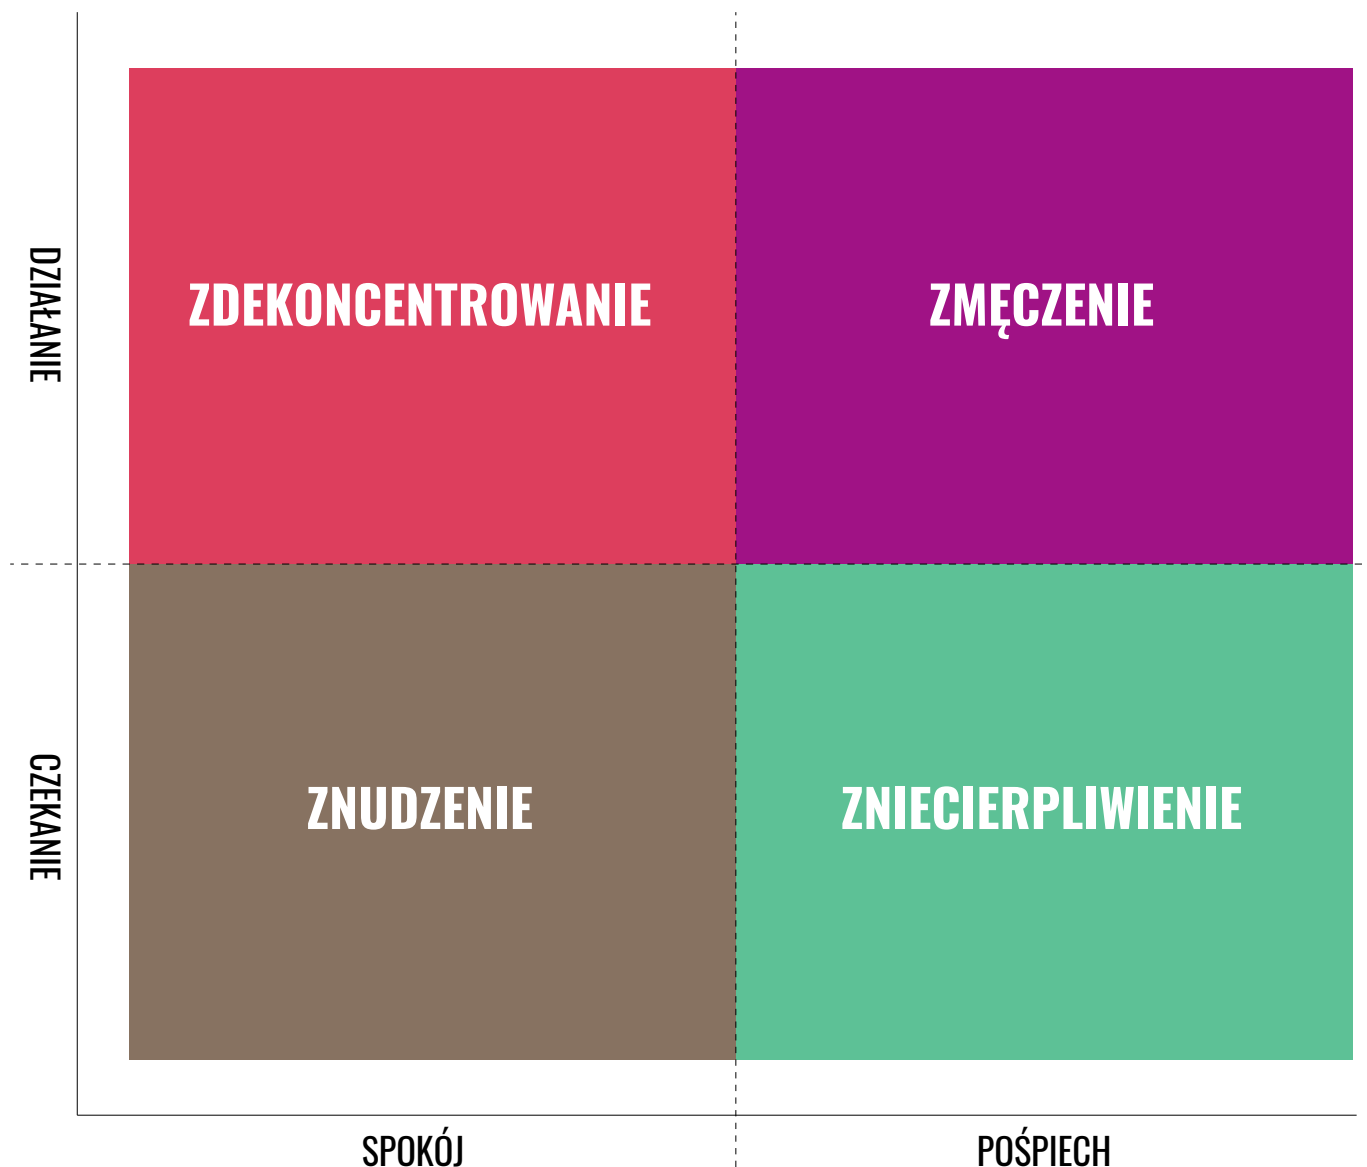 DZIAŁANIE
ZDEKONCENTROWANIE
ZMĘCZENIE
CZEKANIE
ZNUDZENIE
ZNIECIERPLIWIENIE
SPOKÓJ
POŚPIECH